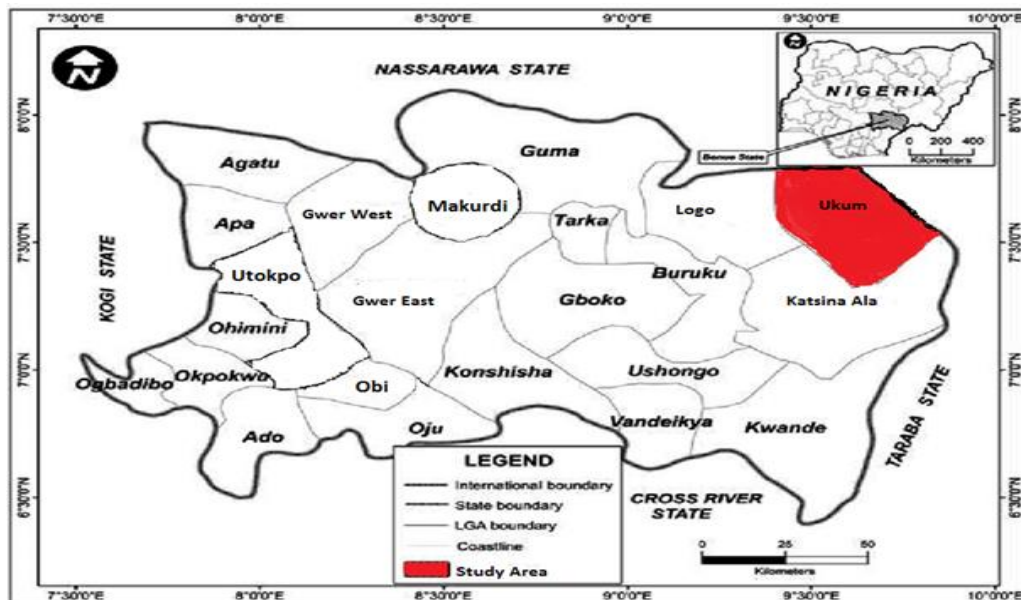 7°30'0"E 8°0'0"E 8°30'0"E 9°0'0"E 9°30'0"E 10°0'0"E
N
NASSARAWA STATE
N
NIGERIA
Benue State
0 200 400
Kilometers
8°0'0"N
8°0'0"N
Agatu
Guma
Apa
Gwer West
Makurdi
Tarka
Logo
Ukum
7°30'0"N
7°30'0"N
KOGI STATE
Utokpo
Gwer East
Buruku
Gboko
Katsina Ala
Ohimini
7°0'0"N
7°0'0"N
Ogbadibo
Okpokwu
Obi
Konshisha
Ushongo
TARABA STATE
Ado
Oju
Vandeikya
Kwande
6°30'0"N
6°30'0"N
CROSS RIVER
STATE
LEGEND
International boundary
State boundary
LGA boundary
Coastline
Study Area
0 25 50
Kilometers
7°30'0"E 8°0'0"E 8°30'0"E 9°0'0"E 9°30'0"E 10°0'0"E